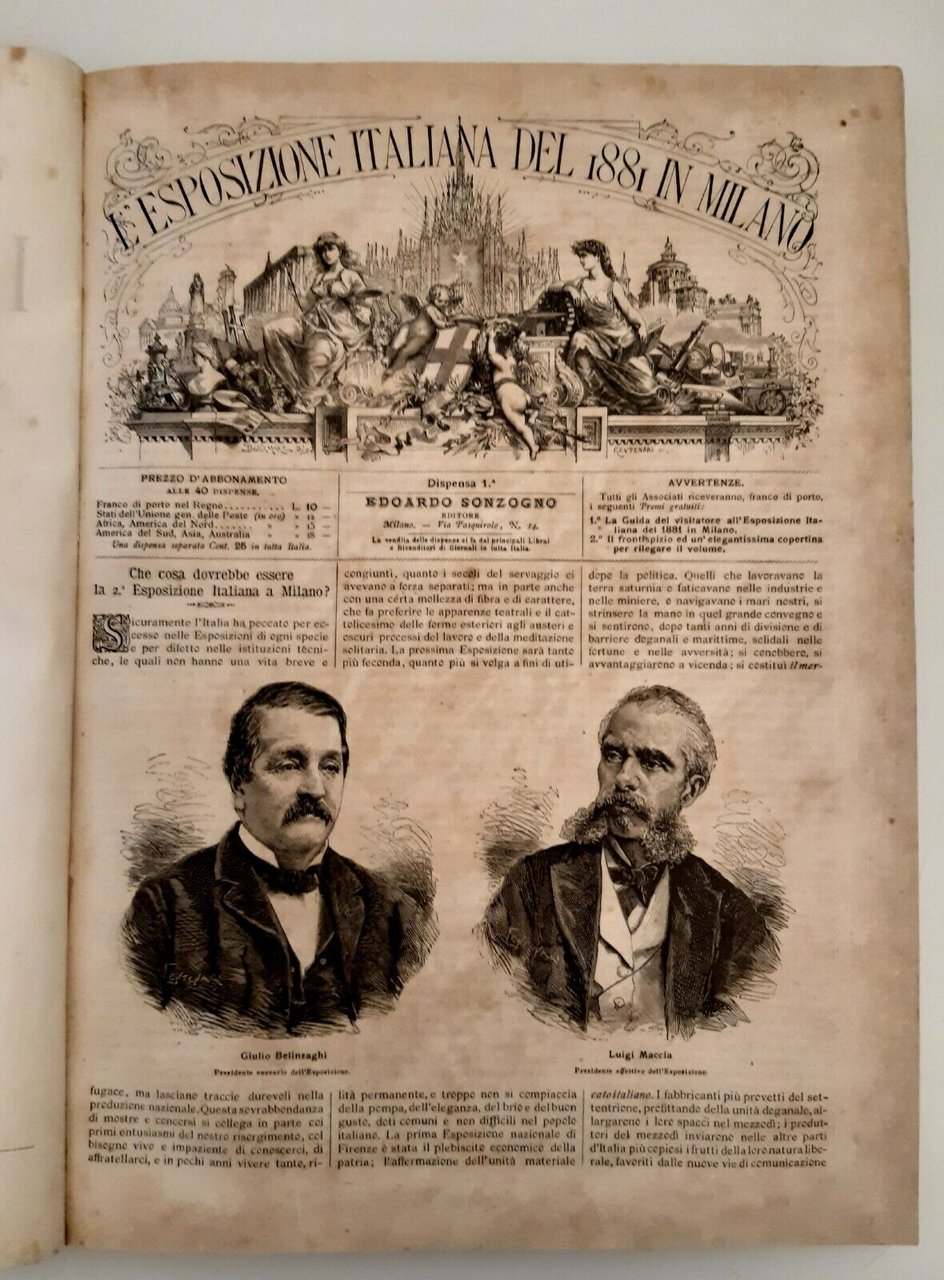 L'ESPOSIZIONE ITALIANA DEL 1881 IN MILANO
CENTENARI
PREZZO D'ABBONAMENTO
ALLE 40 DISPENSE.
Franco di porto nel Regno........... L. 10 —
Stati dell'Unione gen. delle Poste (in oro) » 12 —
Africa, America del Nord...... » » 15 —
America del Sud, Asia, Australia » » 18 —
Una dispensa separata Cent. 25 in tutta Italia.
Dispensa 1.ª
EDOARDO SONZOGNO
EDITORE
Milano. — Via Pasquirolo, N. 14.
La vendita delle dispense si fa dai principali Librai
e Rivenditori di Giornali in tutta Italia.
AVVERTENZE.
Tutti gli Associati riceveranno, franco di porto,
i seguenti Premi gratuiti:
1.º La Guida del visitatore all'Esposizione Ita-
liana del 1881 in Milano.
2.º Il frontispizio ed un'elegantissima copertina
per rilegare il volume.
Che cosa dovrebbe essere
la 2.ª Esposizione Italiana a Milano?
Sicuramente l'Italia ha peccato per ec-
cesso nelle Esposizioni di ogni specie
e per difetto nelle istituzioni tècni-
che, le quali non hanno una vita breve e
fugace, ma lasciano traccie durevoli nella
produzione nazionale. Questa sovrabbondanza
di mostre e concorsi si collega in parte coi
primi entusiasmi del nostro risorgimento, col
bisogno vivo e impaziente di conoscerci, di
affratellarci, e in pochi anni vivere tanto, ri-
congiunti, quanto i secoli del servaggio ci
avevano a forza separati; ma in parte anche
con una certa mollezza di fibra e di carattere,
che fa preferire le apparenze teatrali e il cat-
tolicesimo delle forme esteriori agli austeri e
oscuri processi del lavoro e della meditazione
solitaria. La prossima Esposizione sarà tanto
più feconda, quanto più si volga a fini di uti-
lità permanente, e troppo non si compiaccia
della pompa, dell'eleganza, del brio e del buon
gusto, doti comuni e non difficili nel popolo
italiano. La prima Esposizione nazionale di
Firenze è stata il plebiscito economico della
patria; l'affermazione dell'unità materiale
dopo la politica. Quelli che lavoravano la
terra saturnia o faticavano nelle industrie e
nelle miniere, o navigavano i mari nostri, si
strinsero la mano in quel grande convegno e
si sentirono, dopo tanti anni di divisione e di
barriere doganali e marittime, solidali nelle
fortune e nelle avversità; si conobbero, si
avvantaggiarono a vicenda; si costituì il mer-
cato italiano. I fabbricanti più provetti del set-
tentrione, profittando della unità doganale, al-
largarono i loro spacci nel mezzodì; i produt-
tori del mezzodì inviarono nelle altre parti
d'Italia più copiosi i frutti della loro natura libe-
rale, favoriti dalle nuove vie di comunicazione
Giulio Belinzaghi
Presidente onorario dell'Esposizione.
Luigi Maccia
Presidente effettivo dell'Esposizione.